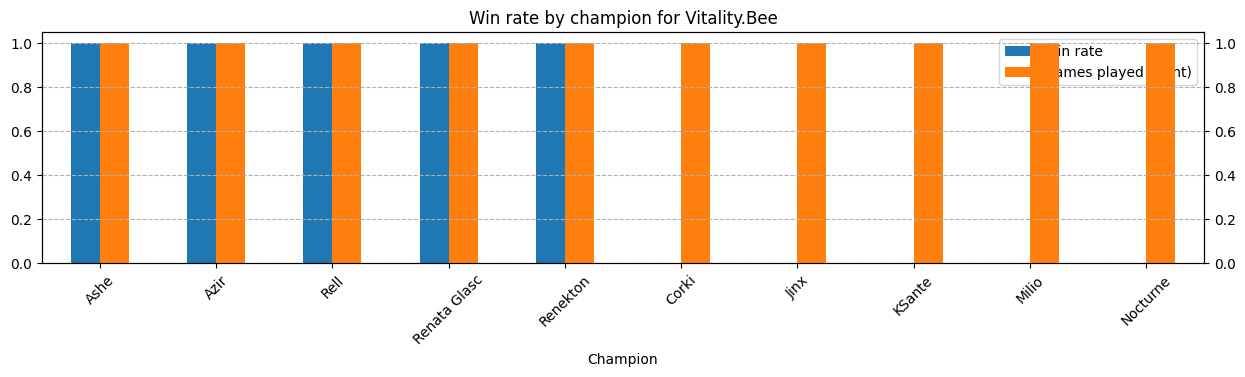 Win rate by champion for Vitality.Bee
1.0
0.8
0.6
0.4
0.2
0.0
1.0
0.8
0.6
0.4
0.2
0.0
in rate
played
Ashe
Azir
Rell
Renata Glasc
Renekton
Corki
Jinx
KSante
Milio
Nocturne
Champion